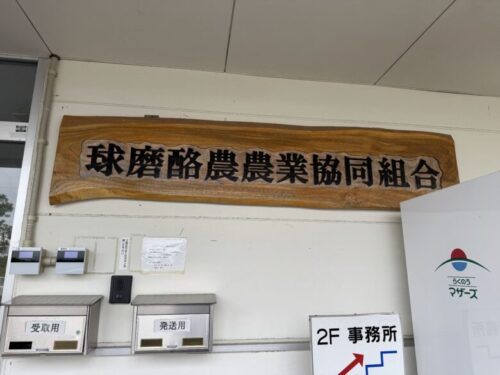 球磨酪農農業協同組合
らくのう
マザーズ
受取用
発送用
2F 事務所